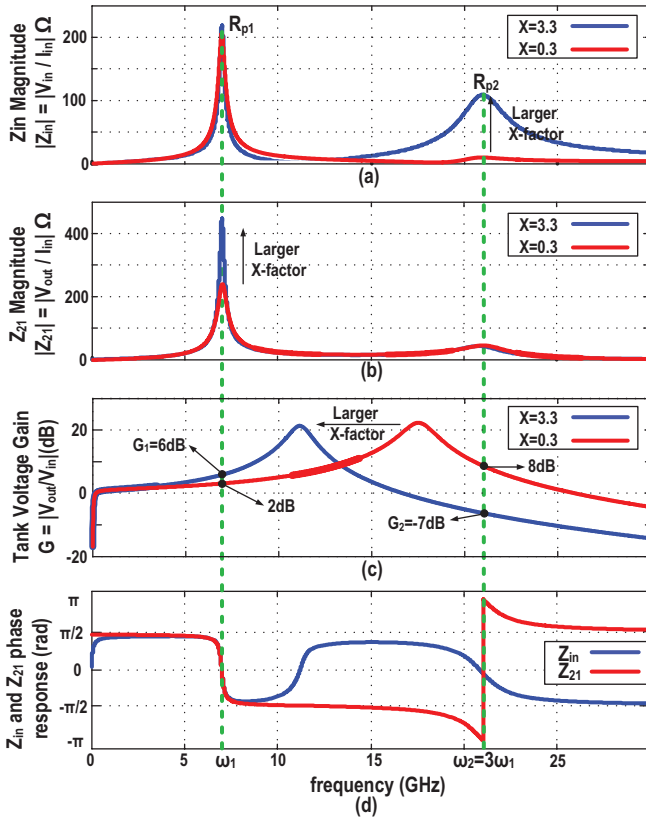 Zin Magnitude
|Zin| = |Vin / Iin| Ω
200
100
0
Rp1
Rp2
Larger
X-factor
X=3.3
X=0.3
(a)
Z21 Magnitude
|Z21| = |Vout / Iin| Ω
400
200
0
Larger
X-factor
X=3.3
X=0.3
(b)
Tank Voltage Gain
G = |Vout/Vin|(dB)
20
0
-20
G1=6dB
2dB
Larger
X-factor
G2=-7dB
8dB
X=3.3
X=0.3
(c)
Zin and Z21 phase
response (rad)
π
π/2
0
-π/2
-π
Zin
Z21
0
5
ω1
10
15
ω2=3ω1
25
frequency (GHz)
(d)